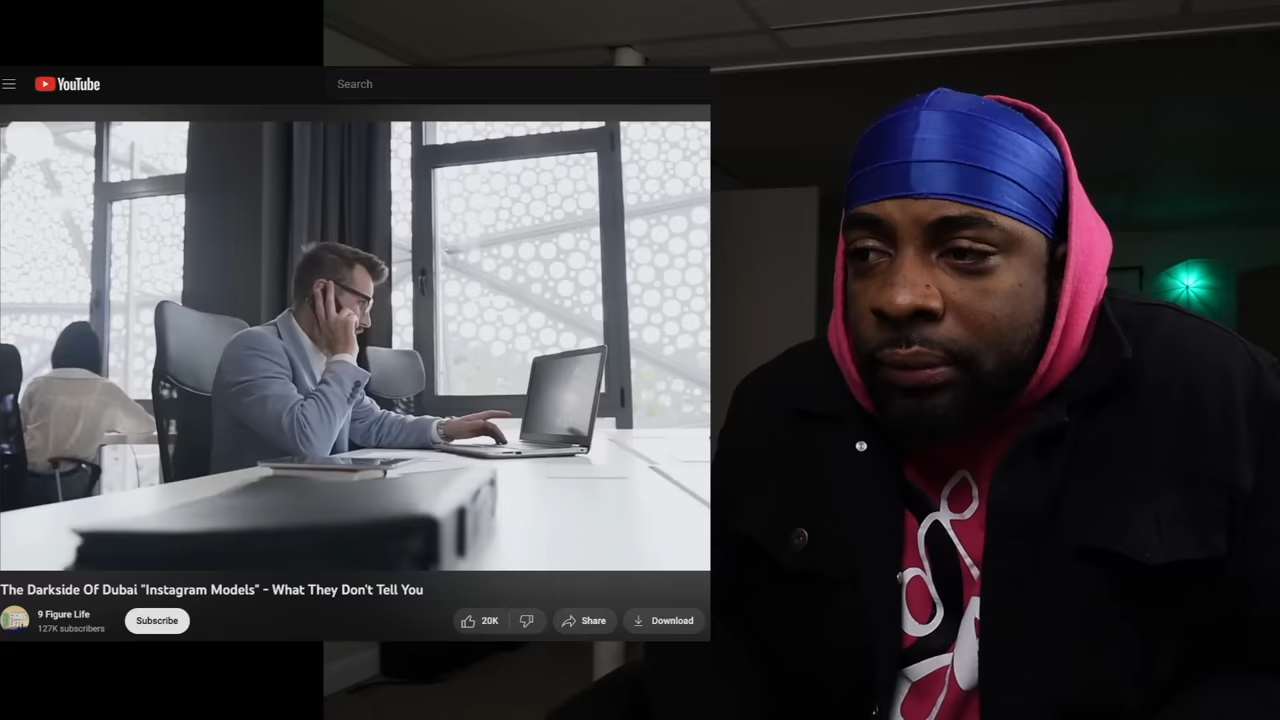 YouTube
Search
The Darkside Of Dubai "Instagram Models" - What They Don't Tell You
9 Figure Life
127K subscribers
Subscribe
20K
Share
Download